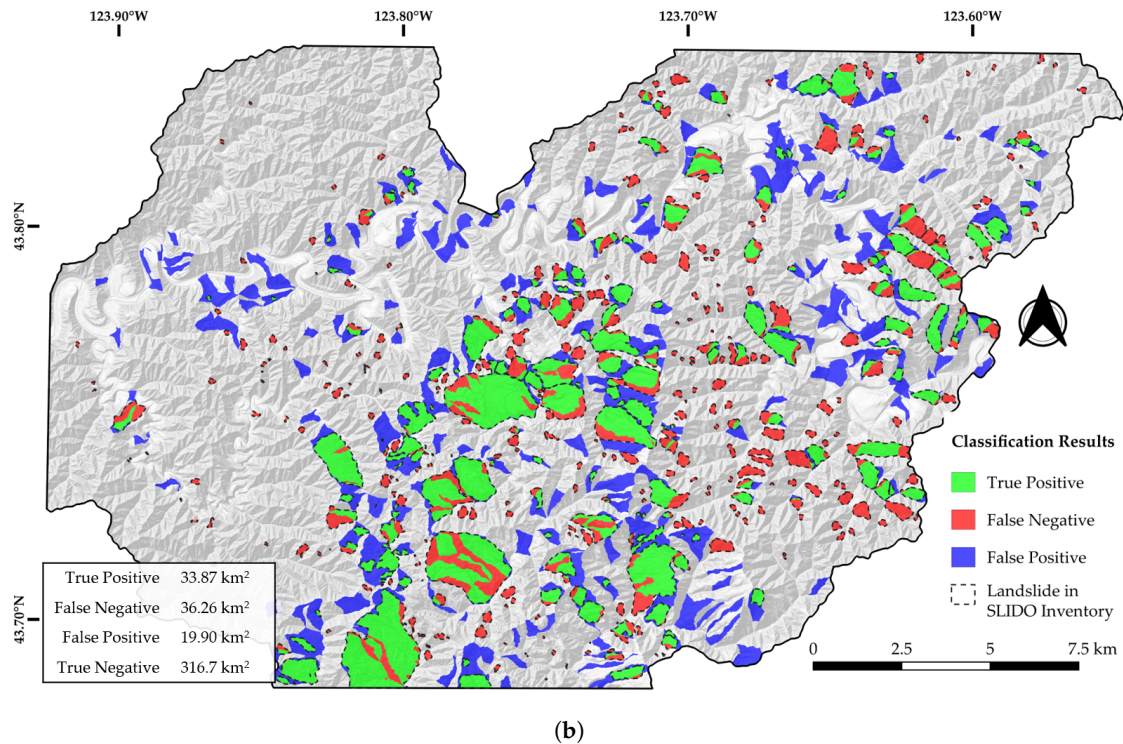 123.90°W 123.80°W 123.70°W 123.60°W
43.80°N
43.70°N
Classification Results
True Positive
False Negative
False Positive
Landslide in
SLIDO Inventory
True Positive 33.87 km²
False Negative 36.26 km²
False Positive 19.90 km²
True Negative 316.7 km²
0 2.5 5 7.5 km
(b)